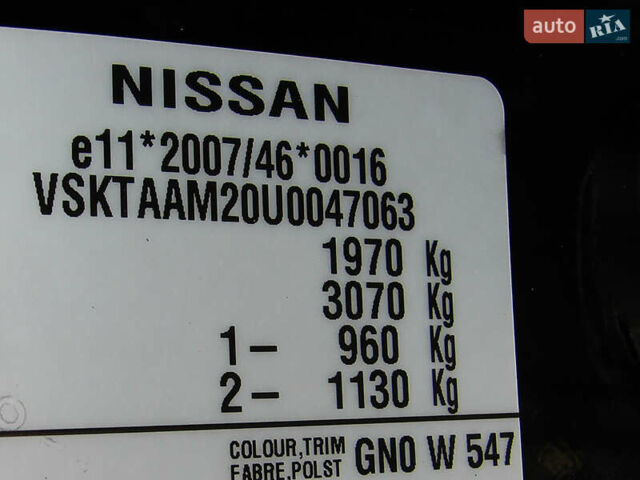 auto RIA.com
NISSAN
e11*2007/46*0016
VSKTAAM20U0047063
1970 Kg
3070 Kg
1- 960 Kg
2- 1130 Kg
COLOUR,TRIM GN0 W 547
FABRE,POLST